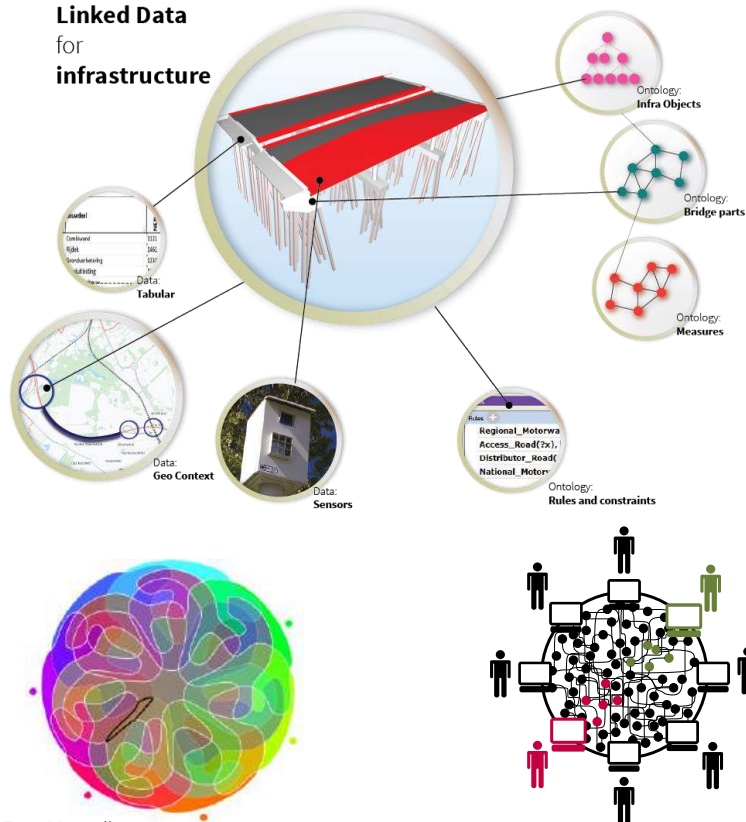 Linked Data
for
infrastructure
Ontology:
Infra Objects
Ontology:
Bridge parts
Ontology:
Measures
Combiwand
Rijdek
Data:
Tabular
Data:
Geo Context
Data:
Sensors
Rules
Regional_Motorwa
Access_Road(?x),
Distributor_Road(
National_Motorw
Ontology:
Rules and constraints